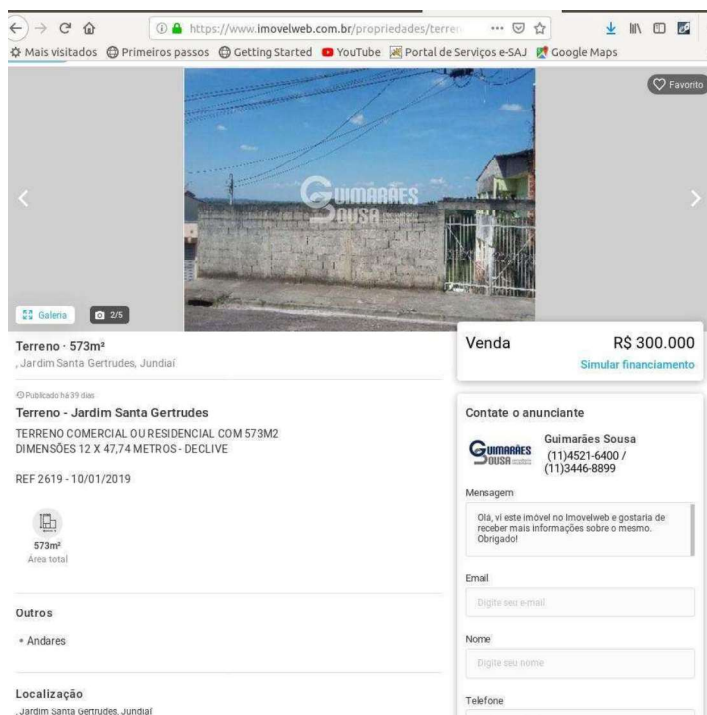 https://www.imovelweb.com.br/propriedades/terren
Mais visitados Primeiros passos Getting Started YouTube Portal de Serviços e-SAJ Google Maps
Favorito
GUIMARÃES
SOUSA
Galeria 2/5
Terreno · 573m²
, Jardim Santa Gertrudes, Jundiaí
Publicado há 39 dias
Terreno - Jardim Santa Gertrudes
TERRENO COMERCIAL OU RESIDENCIAL COM 573M2
DIMENSÕES 12 X 47,74 METROS - DECLIVE
REF 2619 - 10/01/2019
573m²
Área total
Outros
• Andares
Localização
, Jardim Santa Gertrudes, Jundiaí
Venda R$ 300.000
Simular financiamento
Contate o anunciante
GUIMARÃES
SOUSA
Guimarães Sousa
(11)4521-6400 /
(11)3446-8899
Mensagem
Olá, vi este imóvel no Imovelweb e gostaria de
receber mais informações sobre o mesmo.
Obrigado!
Email
Digite seu e-mail
Nome
Digite seu nome
Telefone